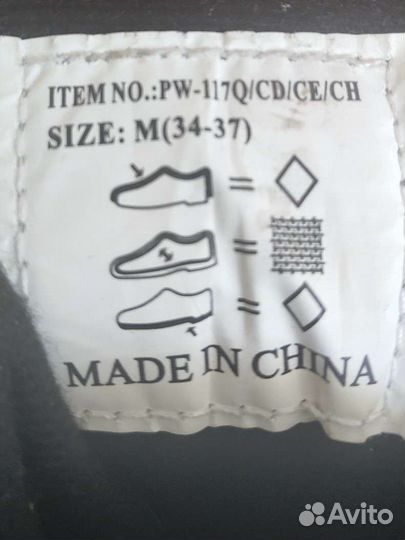 ITEM NO.:PW-117Q/CD/CE/CH
SIZE: M(34-37)
=
=
=
MADE IN CHINA
Avito